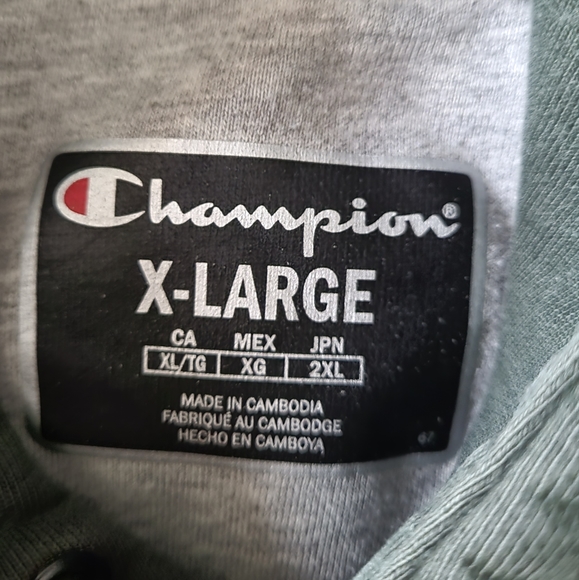 Champion®
X-LARGE
CA MEX JPN
XL/TG XG 2XL
MADE IN CAMBODIA
FABRIQUÉ AU CAMBODGE
HECHO EN CAMBOYA